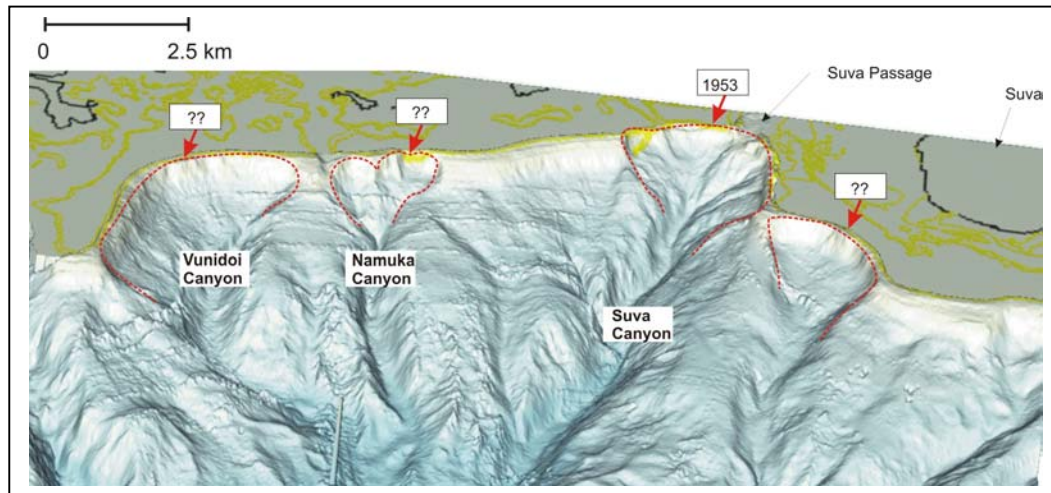 0 2.5 km
Suva Passage
1953
Suva
??
??
??
Vunidoi
Canyon
Namuka
Canyon
Suva
Canyon